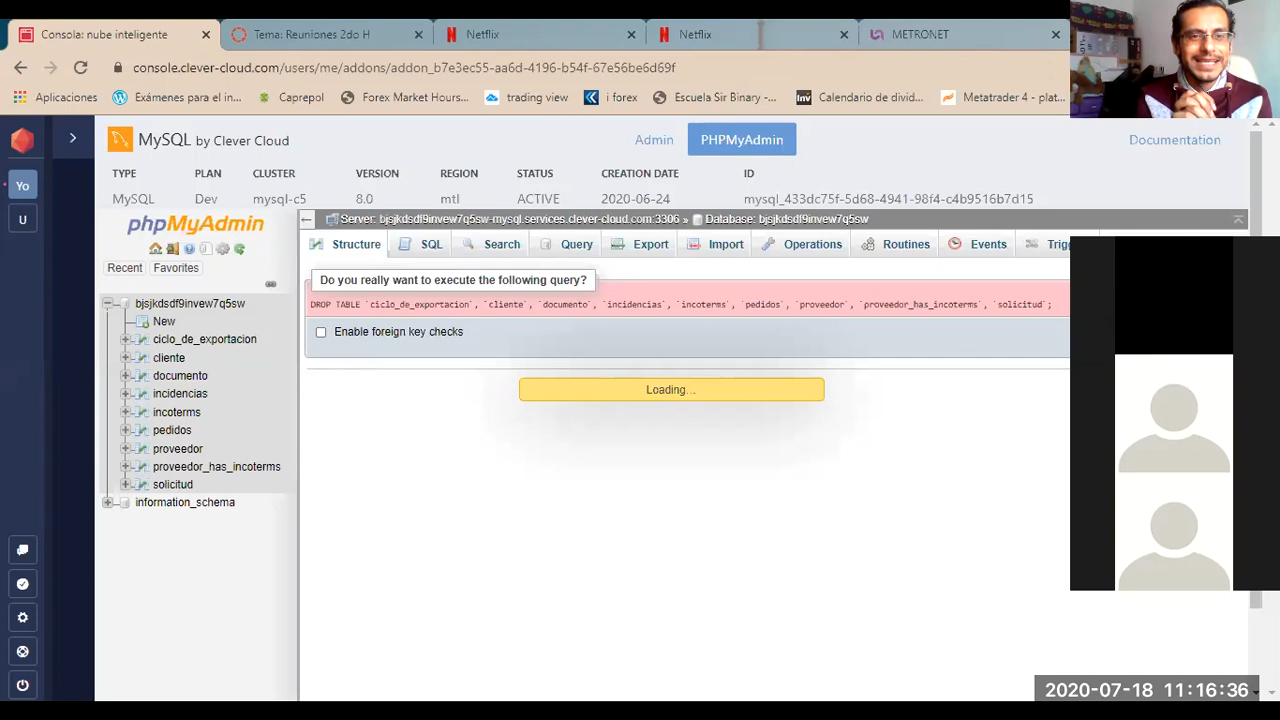 Consola: nube inteligente
Tema: Reuniones 2do H
Netflix
Netflix
METRONET
console.clever-cloud.com/users/me/addons/addon_b7e3ec55-aa6d-4196-b54f-67e56be6d69f
Aplicaciones
Exámenes para el in...
Caprepol
Forex Market Hours...
trading view
i forex
Escuela Sir Binary -...
Calendario de divid...
Metatrader 4 - plat...
MySQL by Clever Cloud
Admin
PHPMyAdmin
Documentation
TYPE PLAN CLUSTER VERSION REGION STATUS CREATION DATE ID
MySQL Dev mysql-c5 8.0 mtl ACTIVE 2020-06-24 mysql_433dc75f-5d68-4941-98f4-c4b9516b7d15
Yo
U
phpMyAdmin
Recent
Favorites
bjsjkdsdf9invew7q5sw
New
ciclo_de_exportacion
cliente
documento
incidencias
incoterms
pedidos
proveedor
proveedor_has_incoterms
solicitud
information_schema
Server: bjsjkdsdf9invew7q5sw-mysql.services.clever-cloud.com:3306 » Database: bjsjkdsdf9invew7q5sw
Structure
SQL
Search
Query
Export
Import
Operations
Routines
Events
Trig
Do you really want to execute the following query?
DROP TABLE `ciclo_de_exportacion`, `cliente`, `documento`, `incidencias`, `incoterms`, `pedidos`, `proveedor`, `proveedor_has_incoterms`, `solicitud`;
Enable foreign key checks
Loading...
2020-07-18 11:16:36